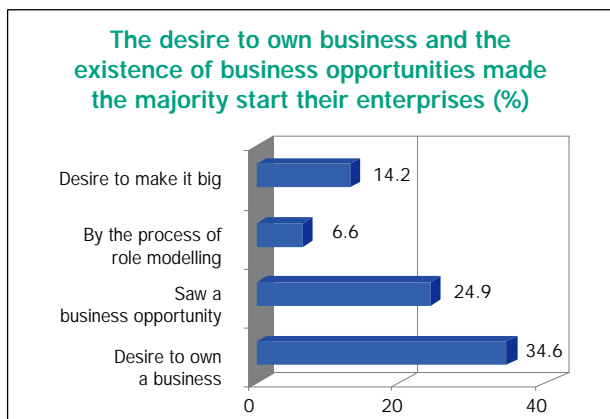 The desire to own business and the
existence of business opportunities made
the majority start their enterprises (%)
Desire to make it big
14.2
By the process of
role modelling
6.6
Saw a
business opportunity
24.9
Desire to own
a business
34.6
0 20 40